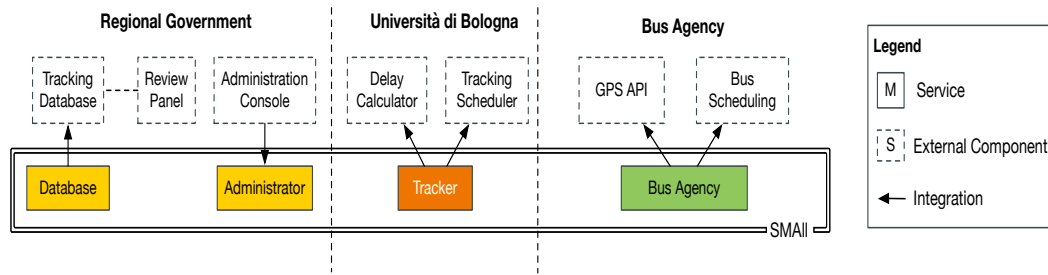 Regional Government
Università di Bologna
Bus Agency
Tracking
Database
Review
Panel
Administration
Console
Delay
Calculator
Tracking
Scheduler
GPS API
Bus
Scheduling
Database
Administrator
Tracker
Bus Agency
SMAll
Legend
M Service
S External Component
Integration